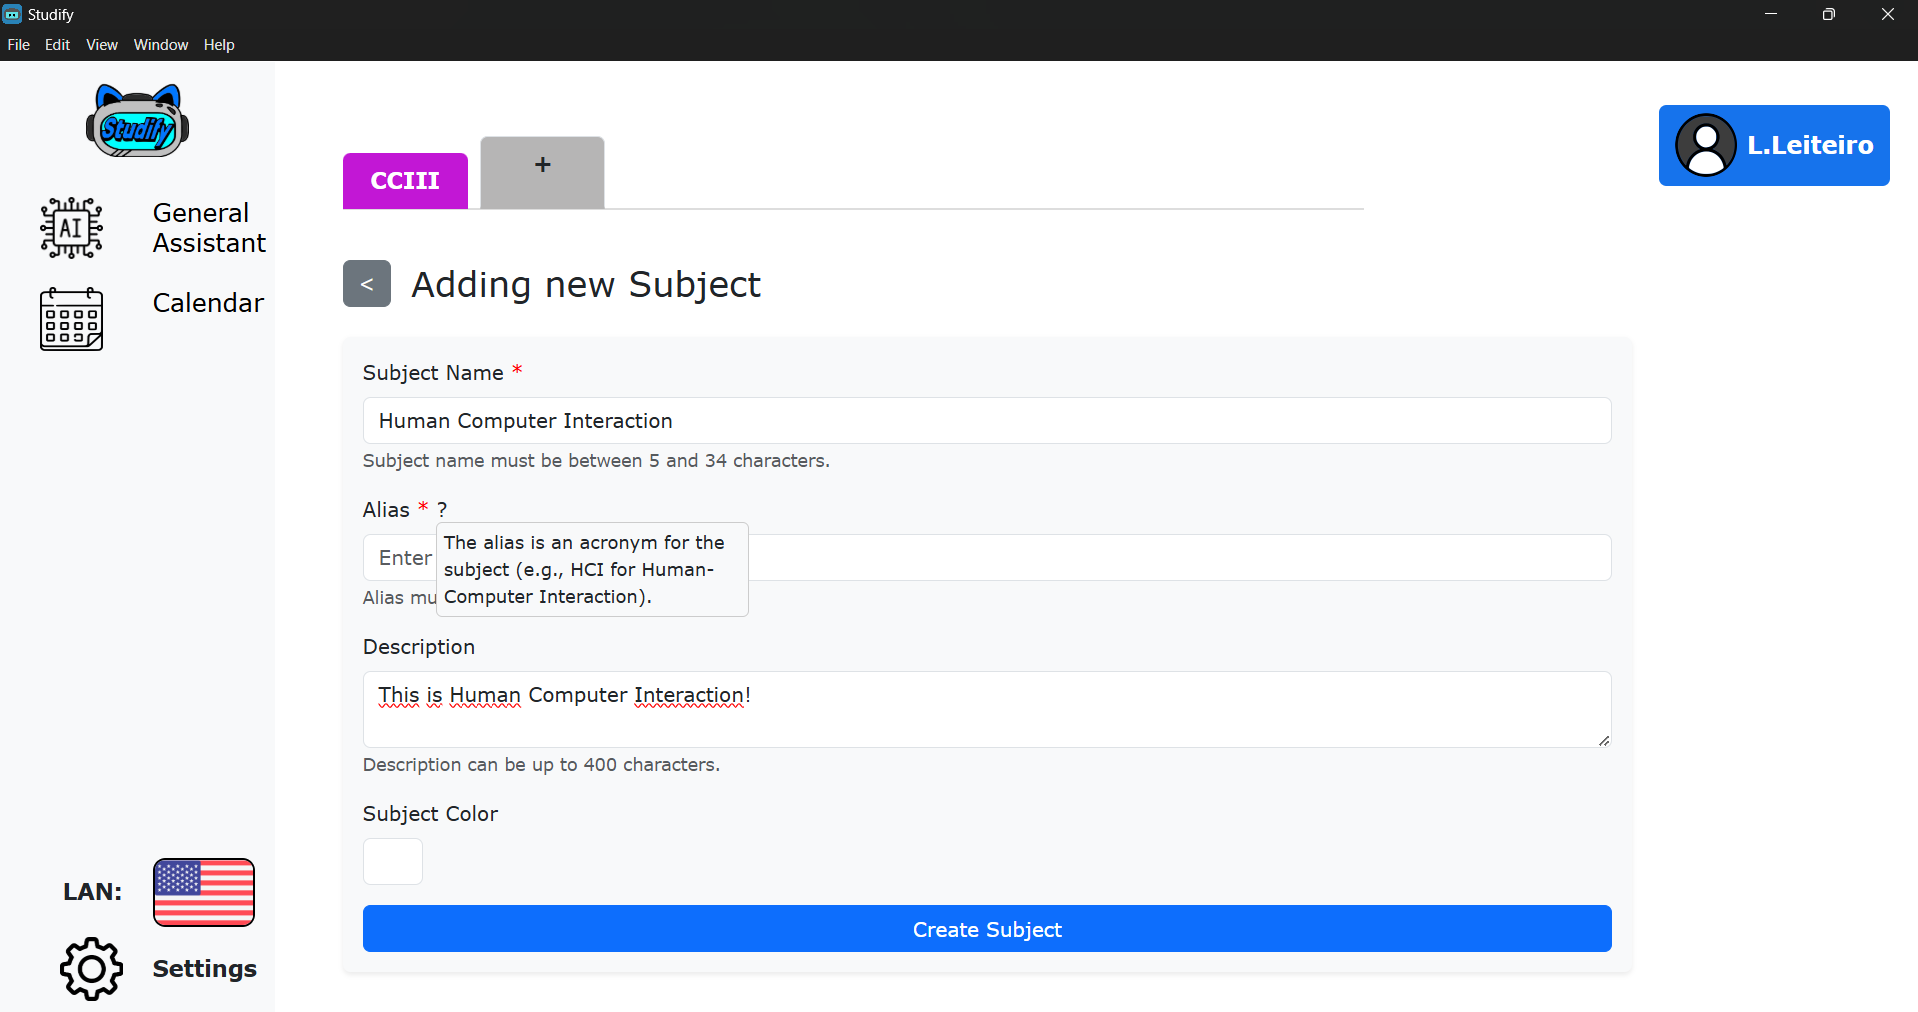 Studify
File Edit View Window Help
Studify
AI
General
Assistant
Calendar
LAN:
Settings
CCIII
+
L.Leiteiro
< Adding new Subject
Subject Name *
Human Computer Interaction
Subject name must be between 5 and 34 characters.
Alias * ?
Enter
The alias is an acronym for the
subject (e.g., HCI for Human-
Computer Interaction).
Alias mu
Description
This is Human Computer Interaction!
Description can be up to 400 characters.
Subject Color
Create Subject